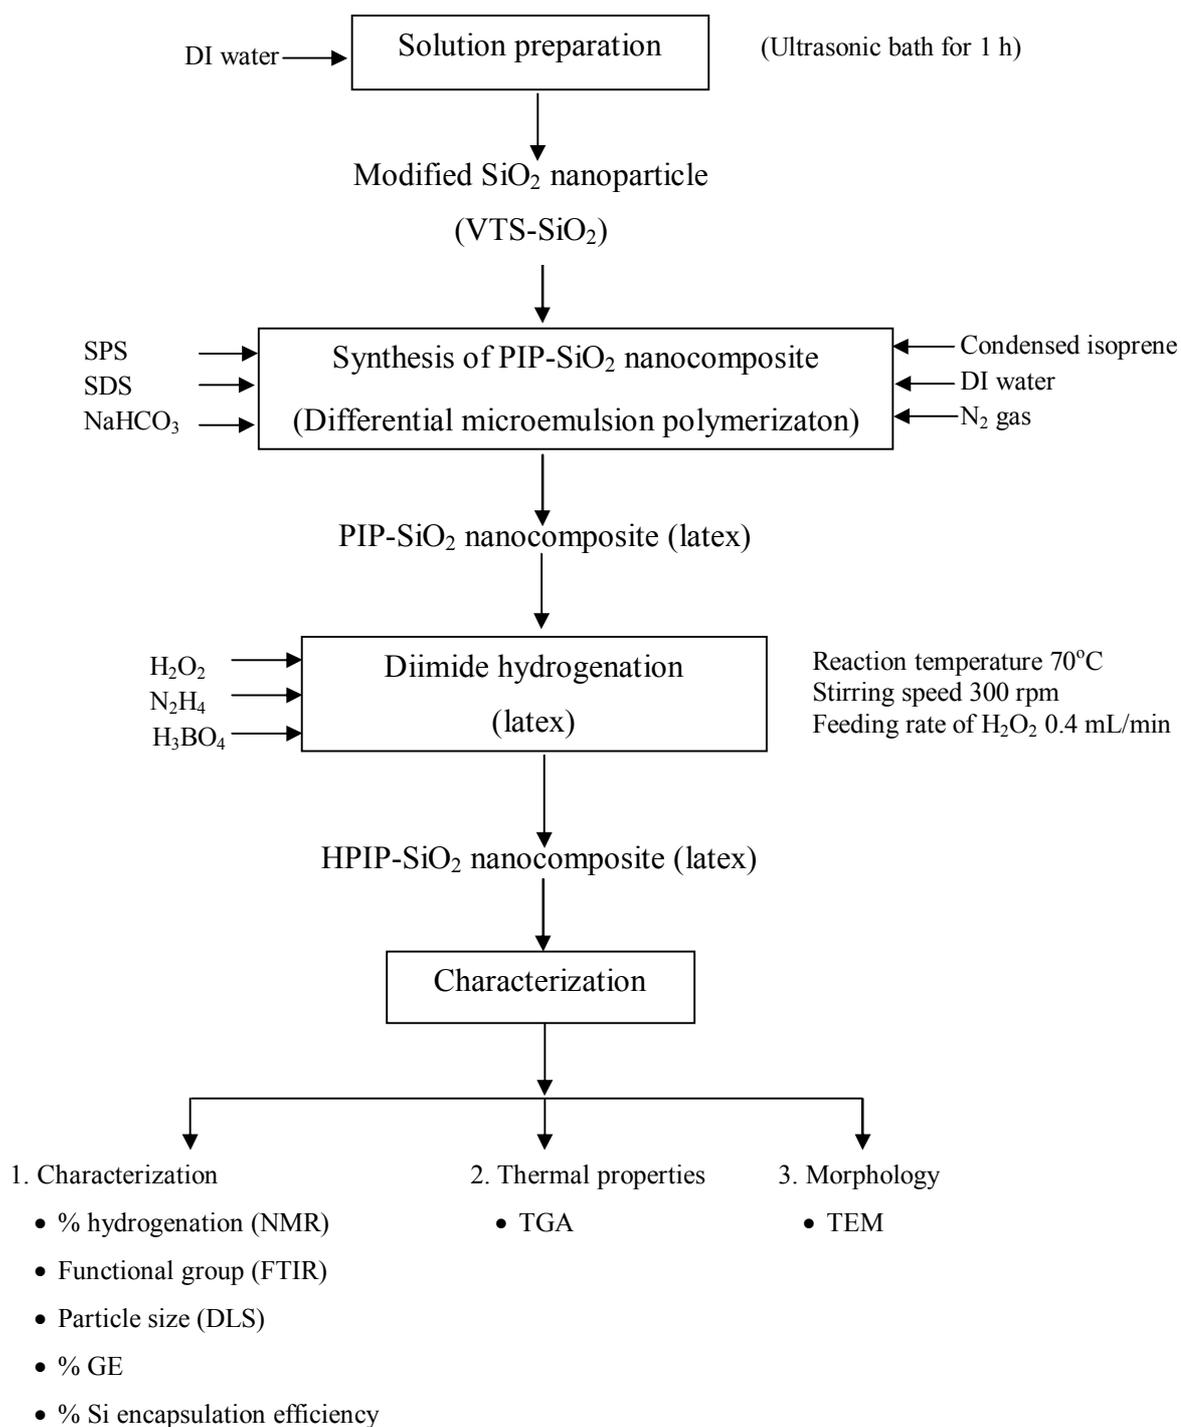 Solution preparation
DI water
(Ultrasonic bath for 1 h)
Modified SiO₂ nanoparticle
(VTS-SiO₂)
SPS
SDS
NaHCO₃
Synthesis of PIP-SiO₂ nanocomposite
(Differential microemulsion polymerizaton)
Condensed isoprene
DI water
N₂ gas
PIP-SiO₂ nanocomposite (latex)
H₂O₂
N₂H₄
H₃BO₄
Diimide hydrogenation
(latex)
Reaction temperature 70°C
Stirring speed 300 rpm
Feeding rate of H₂O₂ 0.4 mL/min
HPIP-SiO₂ nanocomposite (latex)
Characterization
1. Characterization
• % hydrogenation (NMR)
• Functional group (FTIR)
• Particle size (DLS)
• % GE
• % Si encapsulation efficiency
2. Thermal properties
• TGA
3. Morphology
• TEM